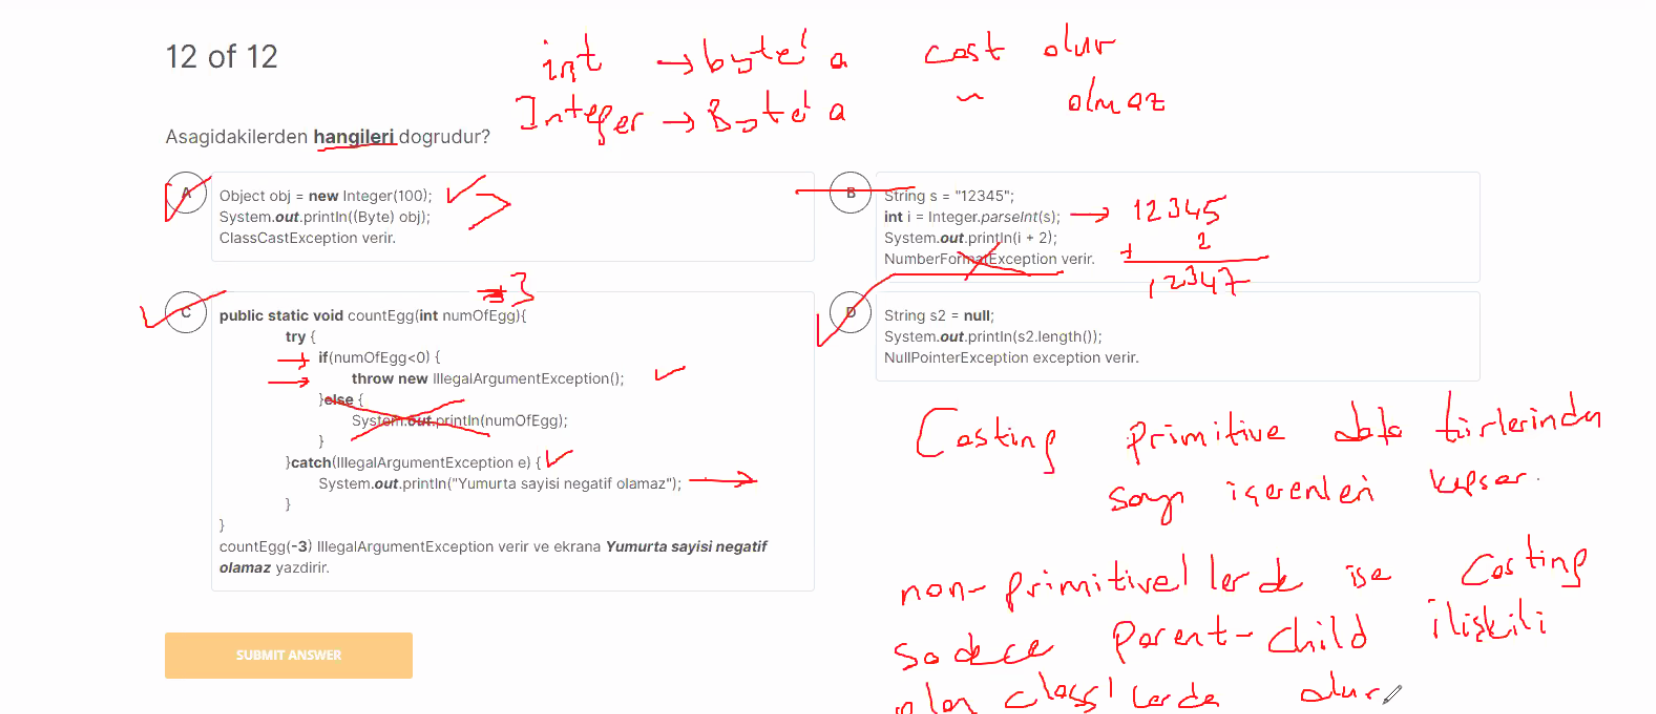 12 of 12
int → byte'a cast olur
Integer → Byte'a " olmaz
Asagidakilerden hangileri dogrudur?
A
Object obj = new Integer(100);
System.out.println((Byte) obj);
ClassCastException verir.
B
String s = "12345";
int i = Integer.parseInt(s); → 12345
System.out.println(i + 2); + 2
NumberFormatException verir. 12347
C
-3
public static void countEgg(int numOfEgg){
try {
if(numOfEgg<0) {
throw new IllegalArgumentException();
}else {
System.out.println(numOfEgg);
}
}catch(IllegalArgumentException e) {
System.out.println("Yumurta sayisi negatif olamaz");
}
}
countEgg(-3) IllegalArgumentException verir ve ekrana Yumurta sayisi negatif
olamaz yazdirir.
D
String s2 = null;
System.out.println(s2.length());
NullPointerException exception verir.
Casting primitive data türlerinden
sayı içerenleri kapsar.
non-primitive'lerde ise Casting
sadece parent-child ilişkili
olan class'lerde olur
SUBMIT ANSWER